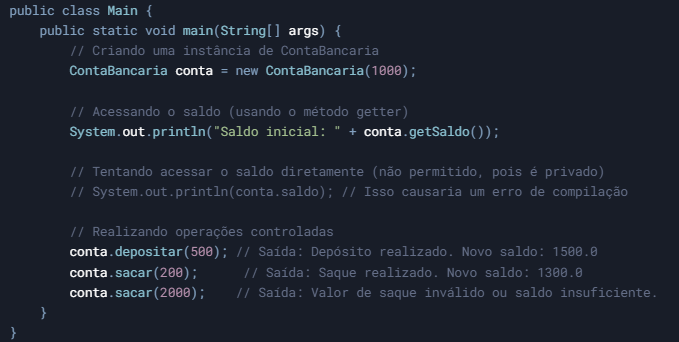 public class Main {
    public static void main(String[] args) {
        // Criando uma instância de ContaBancaria
        ContaBancaria conta = new ContaBancaria(1000);

        // Acessando o saldo (usando o método getter)
        System.out.println("Saldo inicial: " + conta.getSaldo());

        // Tentando acessar o saldo diretamente (não permitido, pois é privado)
        // System.out.println(conta.saldo); // Isso causaria um erro de compilação

        // Realizando operações controladas
        conta.depositar(500); // Saída: Depósito realizado. Novo saldo: 1500.0
        conta.sacar(200);      // Saída: Saque realizado. Novo saldo: 1300.0
        conta.sacar(2000);    // Saída: Valor de saque inválido ou saldo insuficiente.
    }
}